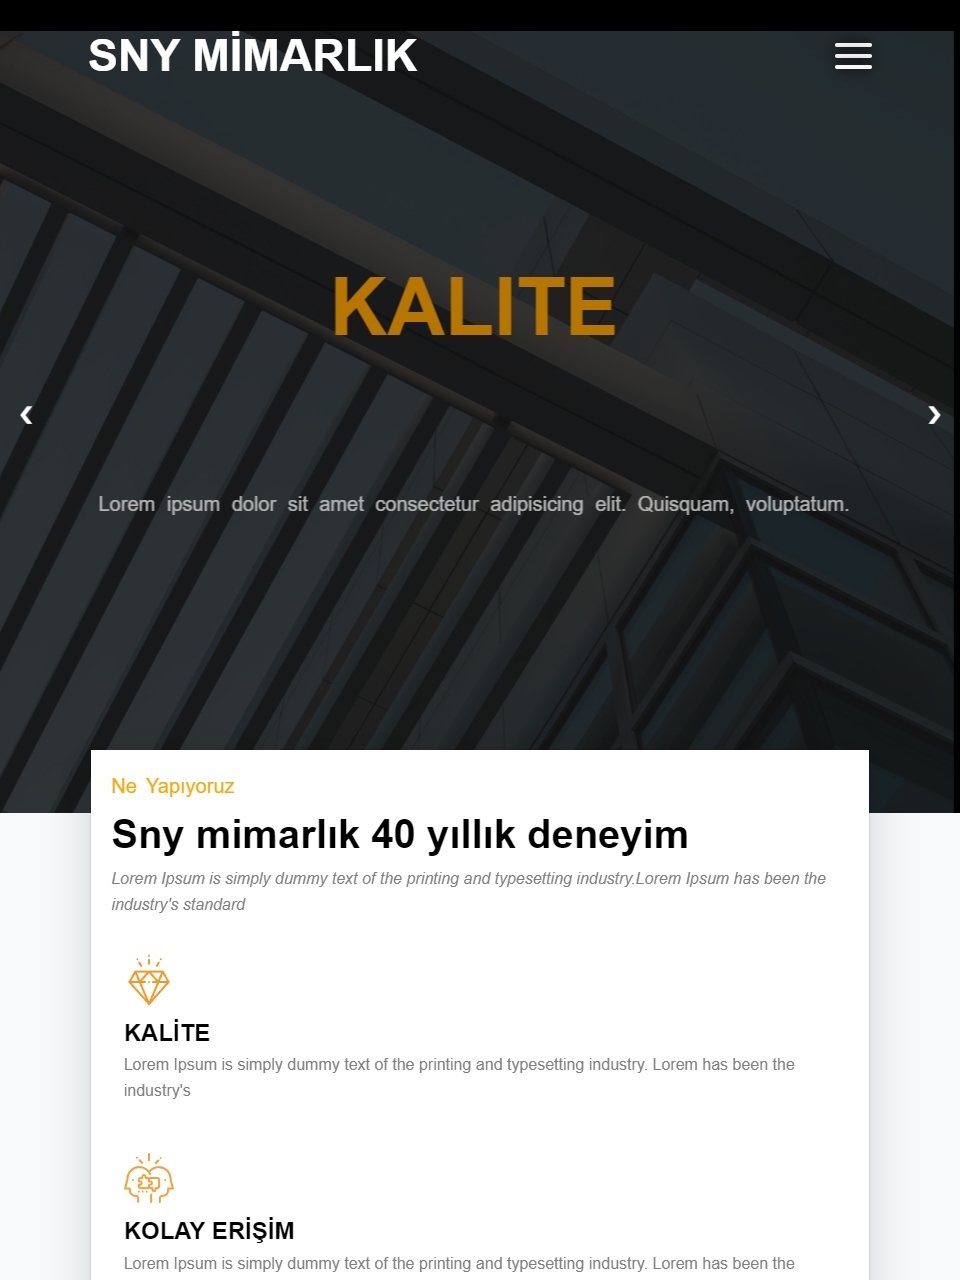 SNY MİMARLIK
KALITE
‹ ›
Lorem ipsum dolor sit amet consectetur adipisicing elit. Quisquam, voluptatum.
Ne Yapıyoruz
Sny mimarlık 40 yıllık deneyim
Lorem Ipsum is simply dummy text of the printing and typesetting industry.Lorem Ipsum has been the
industry's standard
KALİTE
Lorem Ipsum is simply dummy text of the printing and typesetting industry. Lorem has been the
industry's
KOLAY ERİŞİM
Lorem Ipsum is simply dummy text of the printing and typesetting industry. Lorem has been the